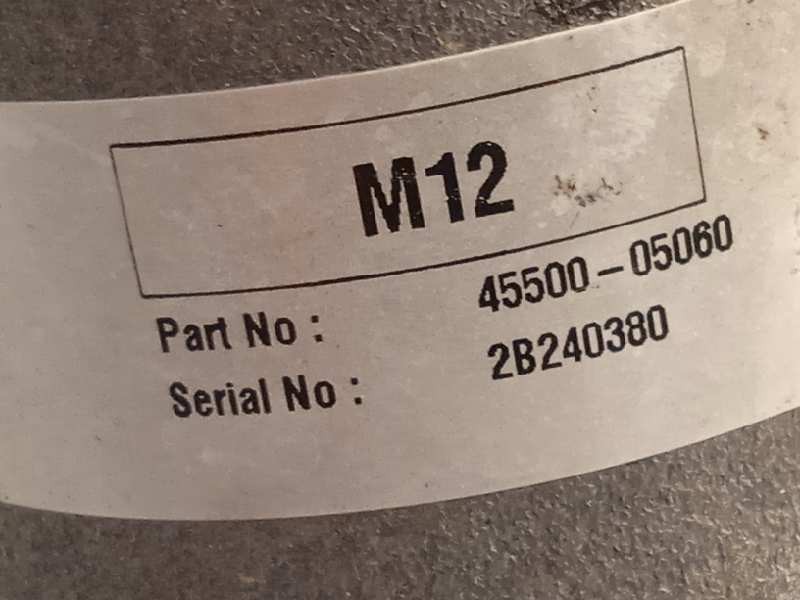 M12
Part No : 45500-05060
Serial No : 2B240380